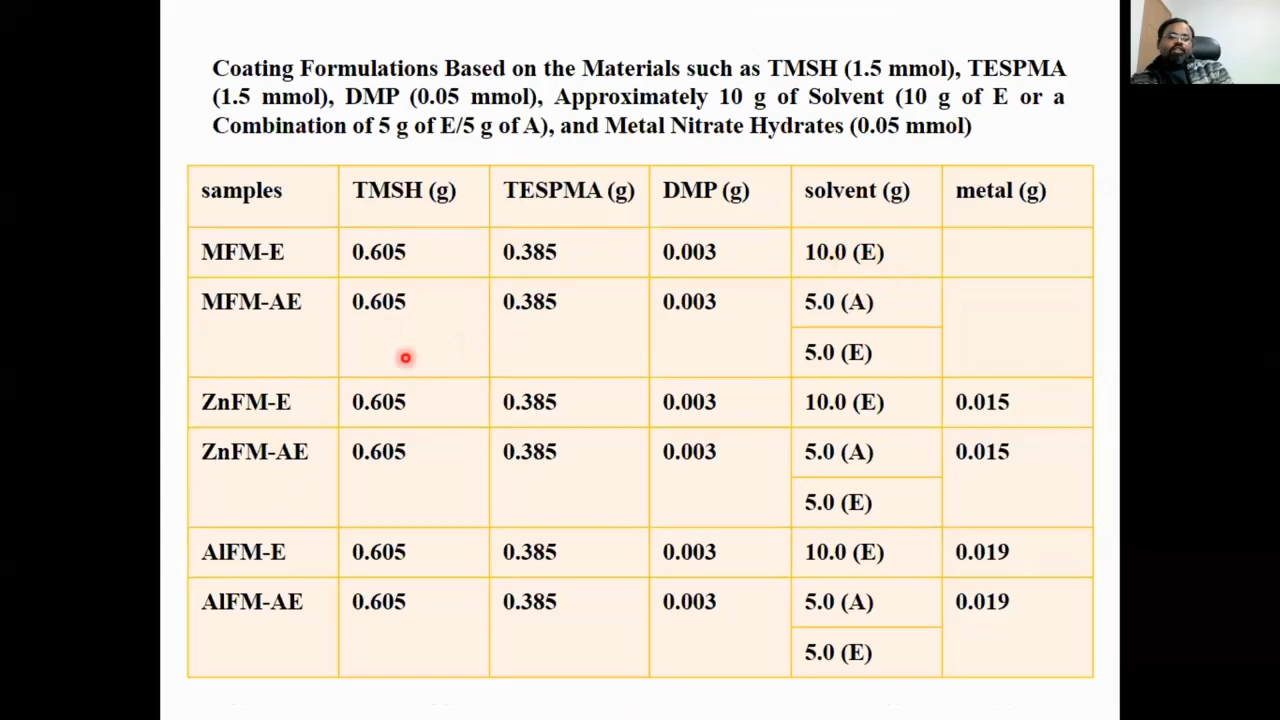 Coating Formulations Based on the Materials such as TMSH (1.5 mmol), TESPMA
(1.5 mmol), DMP (0.05 mmol), Approximately 10 g of Solvent (10 g of E or a
Combination of 5 g of E/5 g of A), and Metal Nitrate Hydrates (0.05 mmol)
samples TMSH (g) TESPMA (g) DMP (g) solvent (g) metal (g)
MFM-E 0.605 0.385 0.003 10.0 (E)
MFM-AE 0.605 0.385 0.003 5.0 (A)
5.0 (E)
ZnFM-E 0.605 0.385 0.003 10.0 (E) 0.015
ZnFM-AE 0.605 0.385 0.003 5.0 (A) 0.015
5.0 (E)
AlFM-E 0.605 0.385 0.003 10.0 (E) 0.019
AlFM-AE 0.605 0.385 0.003 5.0 (A) 0.019
5.0 (E)